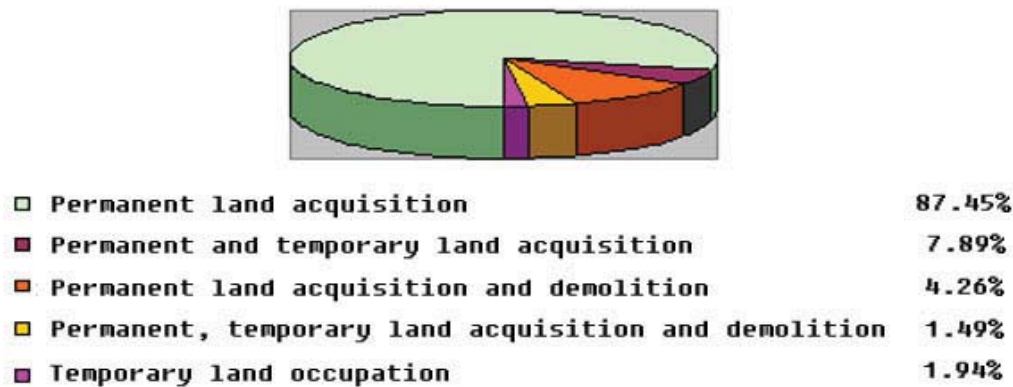 Permanent land acquisition 87.45%
Permanent and temporary land acquisition 7.89%
Permanent land acquisition and demolition 4.26%
Permanent, temporary land acquisition and demolition 1.49%
Temporary land occupation 1.94%